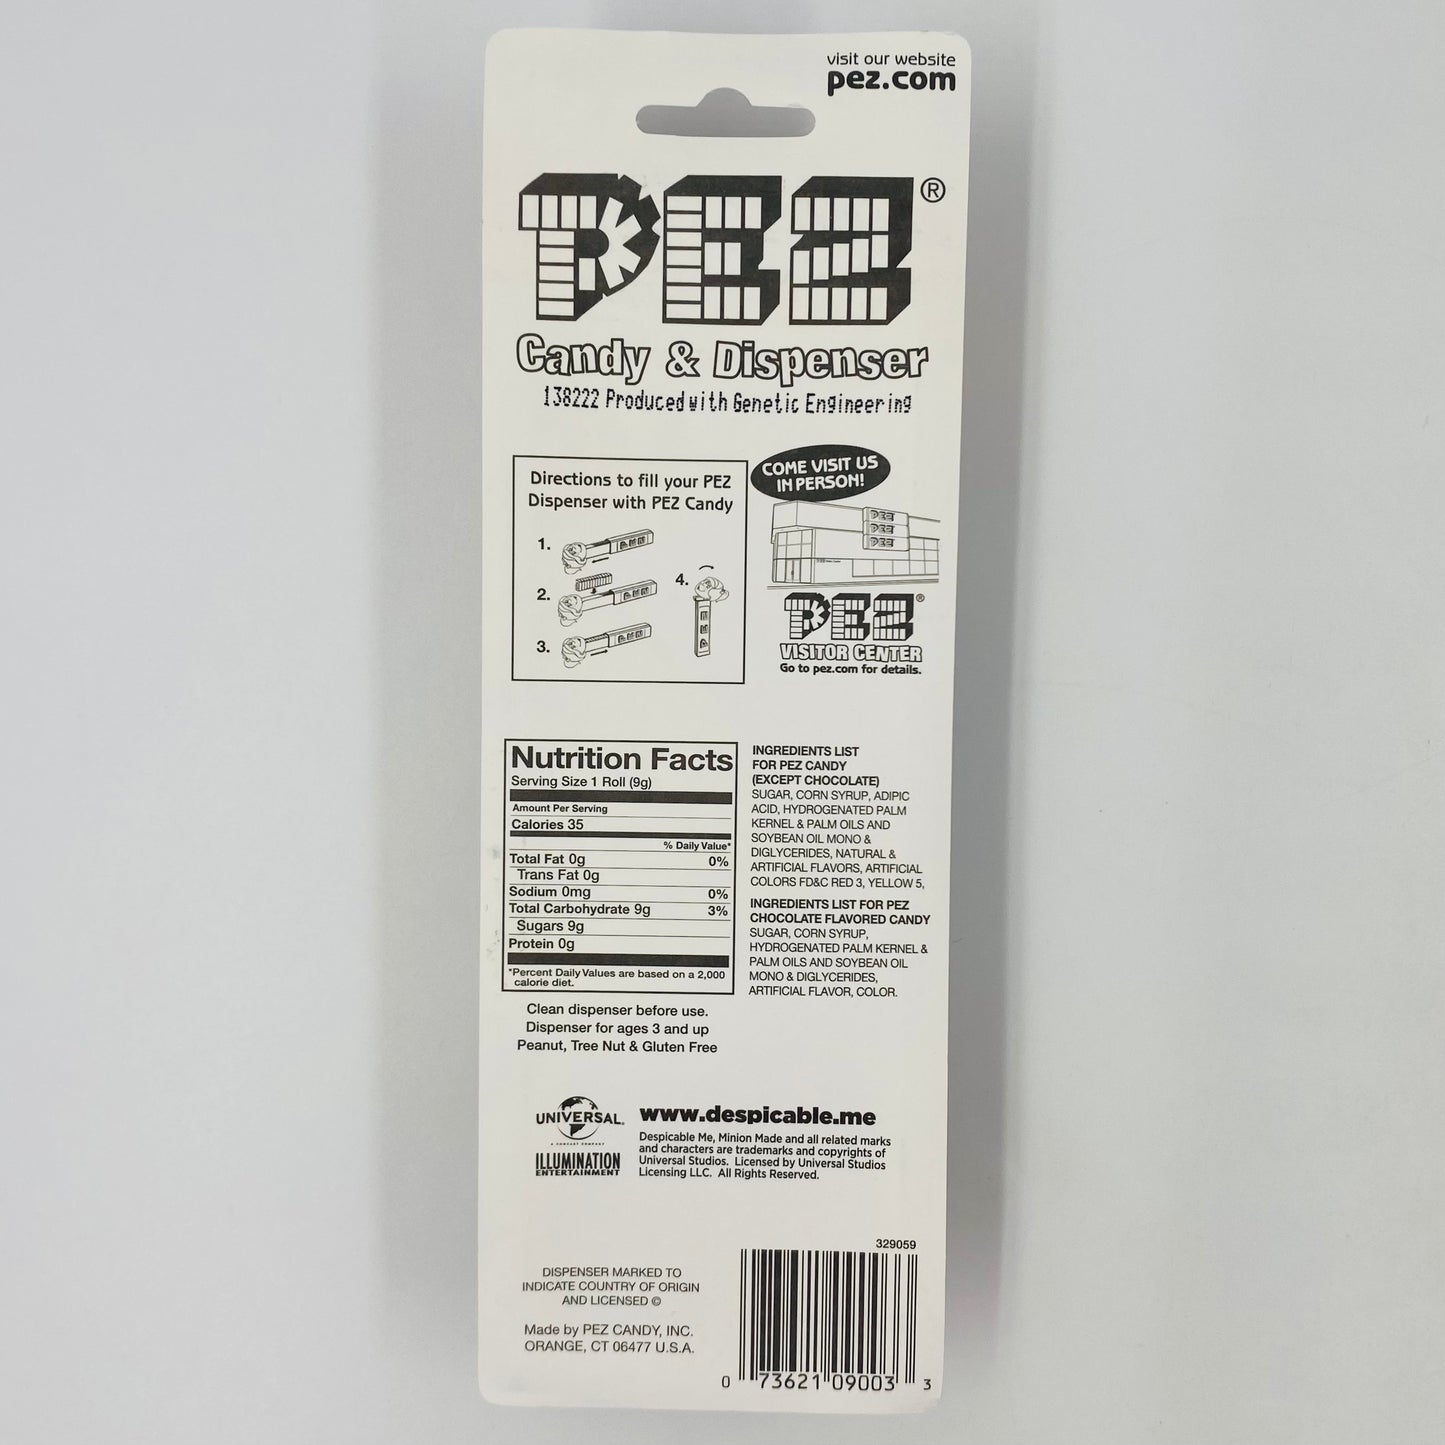 visit our website
pez.com
PEZ®
Candy & Dispenser
138222 Produced with Genetic Engineering
Directions to fill your PEZ
Dispenser with PEZ Candy
1.
2.
3.
4.
COME VISIT US
IN PERSON!
PEZ
PEZ
PEZ
PEZ®
VISITOR CENTER
Go to pez.com for details.
Nutrition Facts
Serving Size 1 Roll (9g)
Amount Per Serving
Calories 35
% Daily Value*
Total Fat 0g 0%
Trans Fat 0g
Sodium 0mg 0%
Total Carbohydrate 9g 3%
Sugars 9g
Protein 0g
*Percent Daily Values are based on a 2,000
calorie diet.
INGREDIENTS LIST
FOR PEZ CANDY
(EXCEPT CHOCOLATE)
SUGAR, CORN SYRUP, ADIPIC
ACID, HYDROGENATED PALM
KERNEL & PALM OILS AND
SOYBEAN OIL MONO &
DIGLYCERIDES, NATURAL &
ARTIFICIAL FLAVORS, ARTIFICIAL
COLORS FD&C RED 3, YELLOW 5,
INGREDIENTS LIST FOR PEZ
CHOCOLATE FLAVORED CANDY
SUGAR, CORN SYRUP,
HYDROGENATED PALM KERNEL &
PALM OILS AND SOYBEAN OIL
MONO & DIGLYCERIDES,
ARTIFICIAL FLAVOR, COLOR.
Clean dispenser before use.
Dispenser for ages 3 and up
Peanut, Tree Nut & Gluten Free
UNIVERSAL
A COMCAST COMPANY
ILLUMINATION
ENTERTAINMENT
www.despicable.me
Despicable Me, Minion Made and all related marks
and characters are trademarks and copyrights of
Universal Studios. Licensed by Universal Studios
Licensing LLC. All Rights Reserved.
DISPENSER MARKED TO
INDICATE COUNTRY OF ORIGIN
AND LICENSED ©
Made by PEZ CANDY, INC.
ORANGE, CT 06477 U.S.A.
329059
0 73621 09003 3